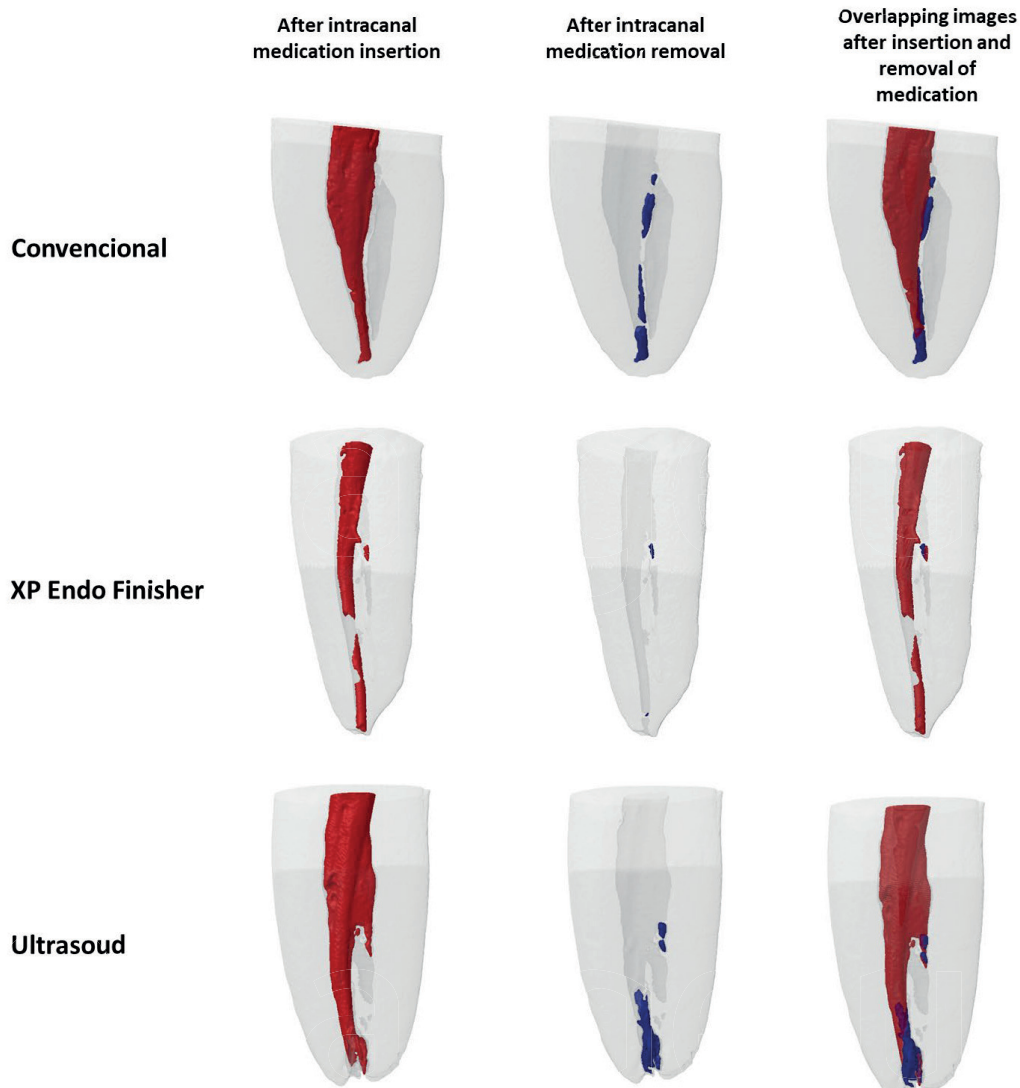 After intracanal
medication insertion
After intracanal
medication removal
Overlapping images
after insertion and
removal of
medication
Convencional
XP Endo Finisher
Ultrasoud